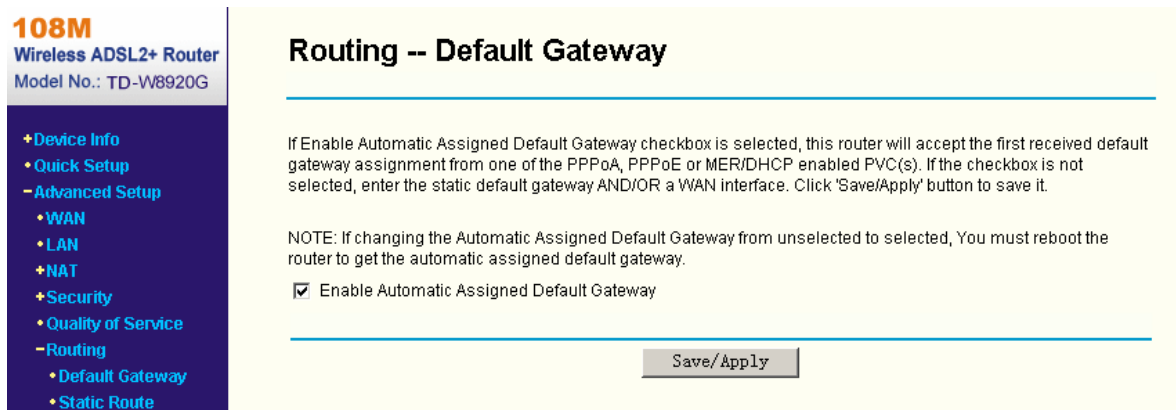 108M
Wireless ADSL2+ Router
Model No.: TD-W8920G
+Device Info
•Quick Setup
−Advanced Setup
•WAN
•LAN
+NAT
+Security
•Quality of Service
−Routing
•Default Gateway
•Static Route
Routing -- Default Gateway
If Enable Automatic Assigned Default Gateway checkbox is selected, this router will accept the first received default
gateway assignment from one of the PPPoA, PPPoE or MER/DHCP enabled PVC(s). If the checkbox is not
selected, enter the static default gateway AND/OR a WAN interface. Click 'Save/Apply' button to save it.
NOTE: If changing the Automatic Assigned Default Gateway from unselected to selected, You must reboot the
router to get the automatic assigned default gateway.
Enable Automatic Assigned Default Gateway
Save/Apply